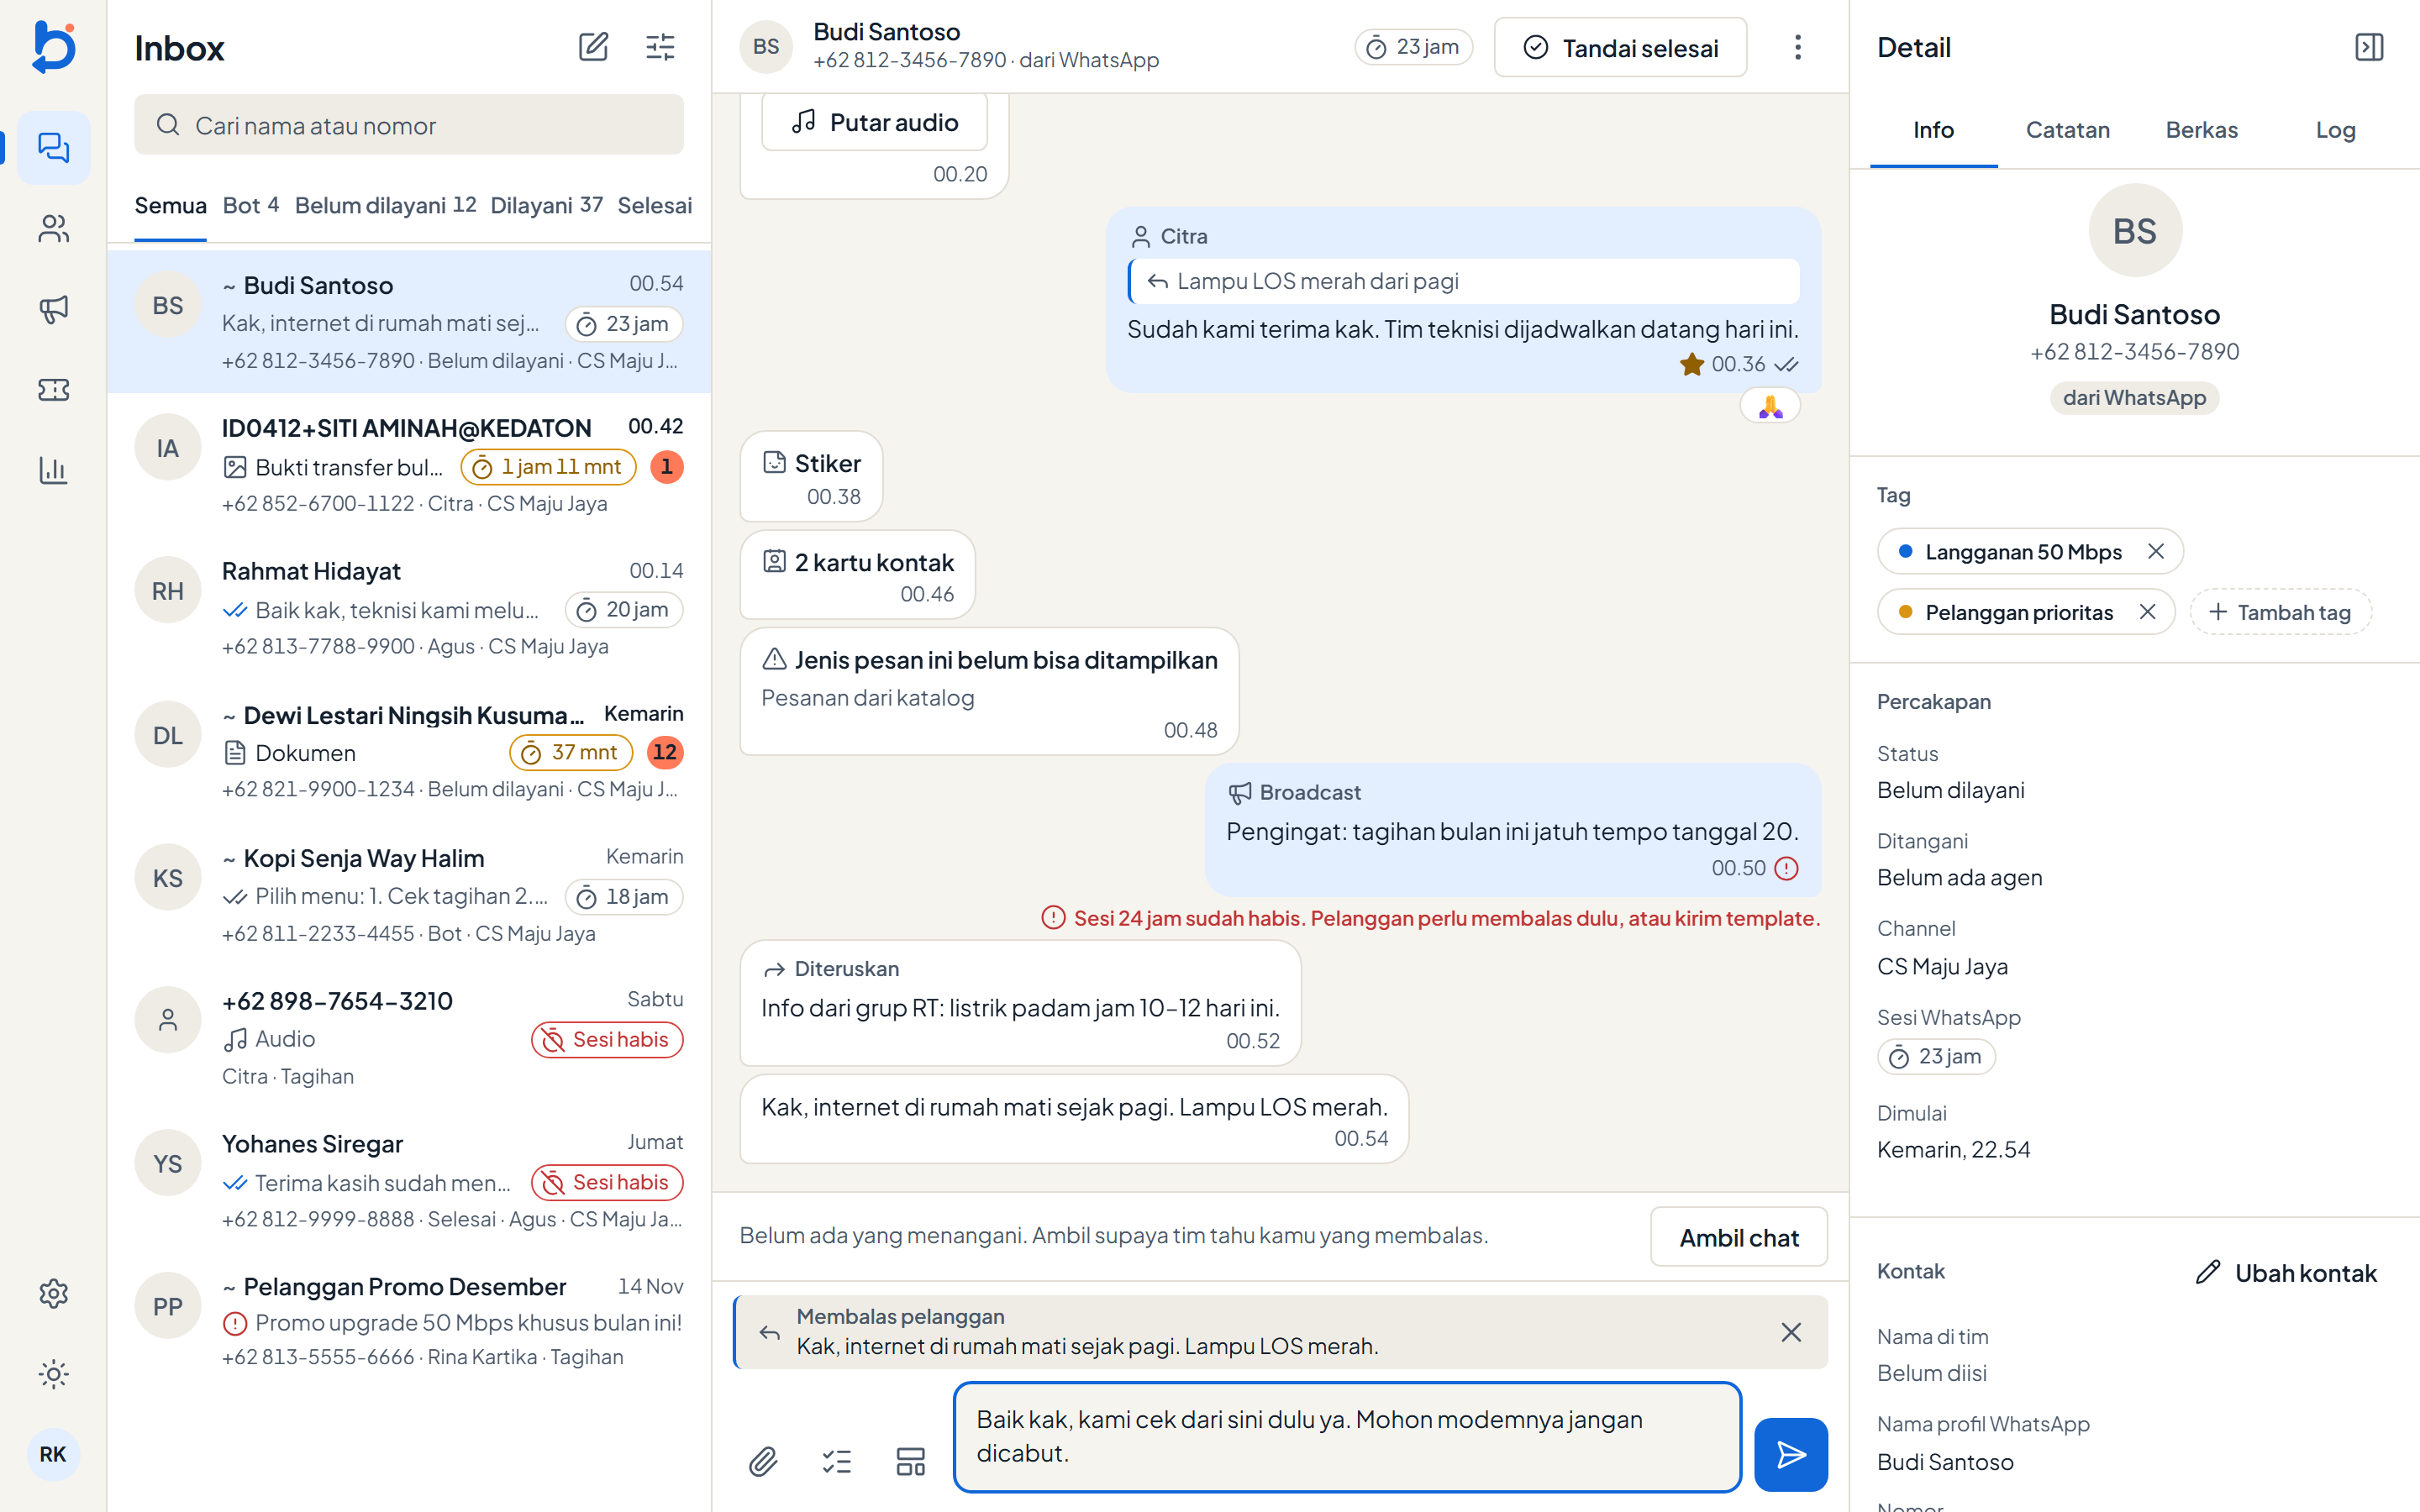 Inbox
Cari nama atau nomor
Semua Bot 4 Belum dilayani 12 Dilayani 37 Selesai
BS
~ Budi Santoso 00.54
Kak, internet di rumah mati sej... 23 jam
+62 812-3456-7890 · Belum dilayani · CS Maju J...
IA
ID0412+SITI AMINAH@KEDATON 00.42
Bukti transfer bul... 1 jam 11 mnt 1
+62 852-6700-1122 · Citra · CS Maju Jaya
RH
Rahmat Hidayat 00.14
Baik kak, teknisi kami melu... 20 jam
+62 813-7788-9900 · Agus · CS Maju Jaya
DL
~ Dewi Lestari Ningsih Kusuma... Kemarin
Dokumen 37 mnt 12
+62 821-9900-1234 · Belum dilayani · CS Maju J...
KS
~ Kopi Senja Way Halim Kemarin
Pilih menu: 1. Cek tagihan 2.... 18 jam
+62 811-2233-4455 · Bot · CS Maju Jaya
+62 898-7654-3210 Sabtu
Audio Sesi habis
Citra · Tagihan
YS
Yohanes Siregar Jumat
Terima kasih sudah men... Sesi habis
+62 812-9999-8888 · Selesai · Agus · CS Maju Ja...
PP
~ Pelanggan Promo Desember 14 Nov
Promo upgrade 50 Mbps khusus bulan ini!
+62 813-5555-6666 · Rina Kartika · Tagihan
RK
BS
Budi Santoso
+62 812-3456-7890 · dari WhatsApp
23 jam
Tandai selesai
Putar audio
00.20
Citra
Lampu LOS merah dari pagi
Sudah kami terima kak. Tim teknisi dijadwalkan datang hari ini.
00.36
Stiker
00.38
2 kartu kontak
00.46
Jenis pesan ini belum bisa ditampilkan
Pesanan dari katalog
00.48
Broadcast
Pengingat: tagihan bulan ini jatuh tempo tanggal 20.
00.50
Sesi 24 jam sudah habis. Pelanggan perlu membalas dulu, atau kirim template.
Diteruskan
Info dari grup RT: listrik padam jam 10–12 hari ini.
00.52
Kak, internet di rumah mati sejak pagi. Lampu LOS merah.
00.54
Belum ada yang menangani. Ambil supaya tim tahu kamu yang membalas.
Ambil chat
Membalas pelanggan
Kak, internet di rumah mati sejak pagi. Lampu LOS merah.
Baik kak, kami cek dari sini dulu ya. Mohon modemnya jangan
dicabut.
Detail
Info Catatan Berkas Log
BS
Budi Santoso
+62 812-3456-7890
dari WhatsApp
Tag
Langganan 50 Mbps
Pelanggan prioritas
Tambah tag
Percakapan
Status
Belum dilayani
Ditangani
Belum ada agen
Channel
CS Maju Jaya
Sesi WhatsApp
23 jam
Dimulai
Kemarin, 22.54
Kontak
Ubah kontak
Nama di tim
Belum diisi
Nama profil WhatsApp
Budi Santoso